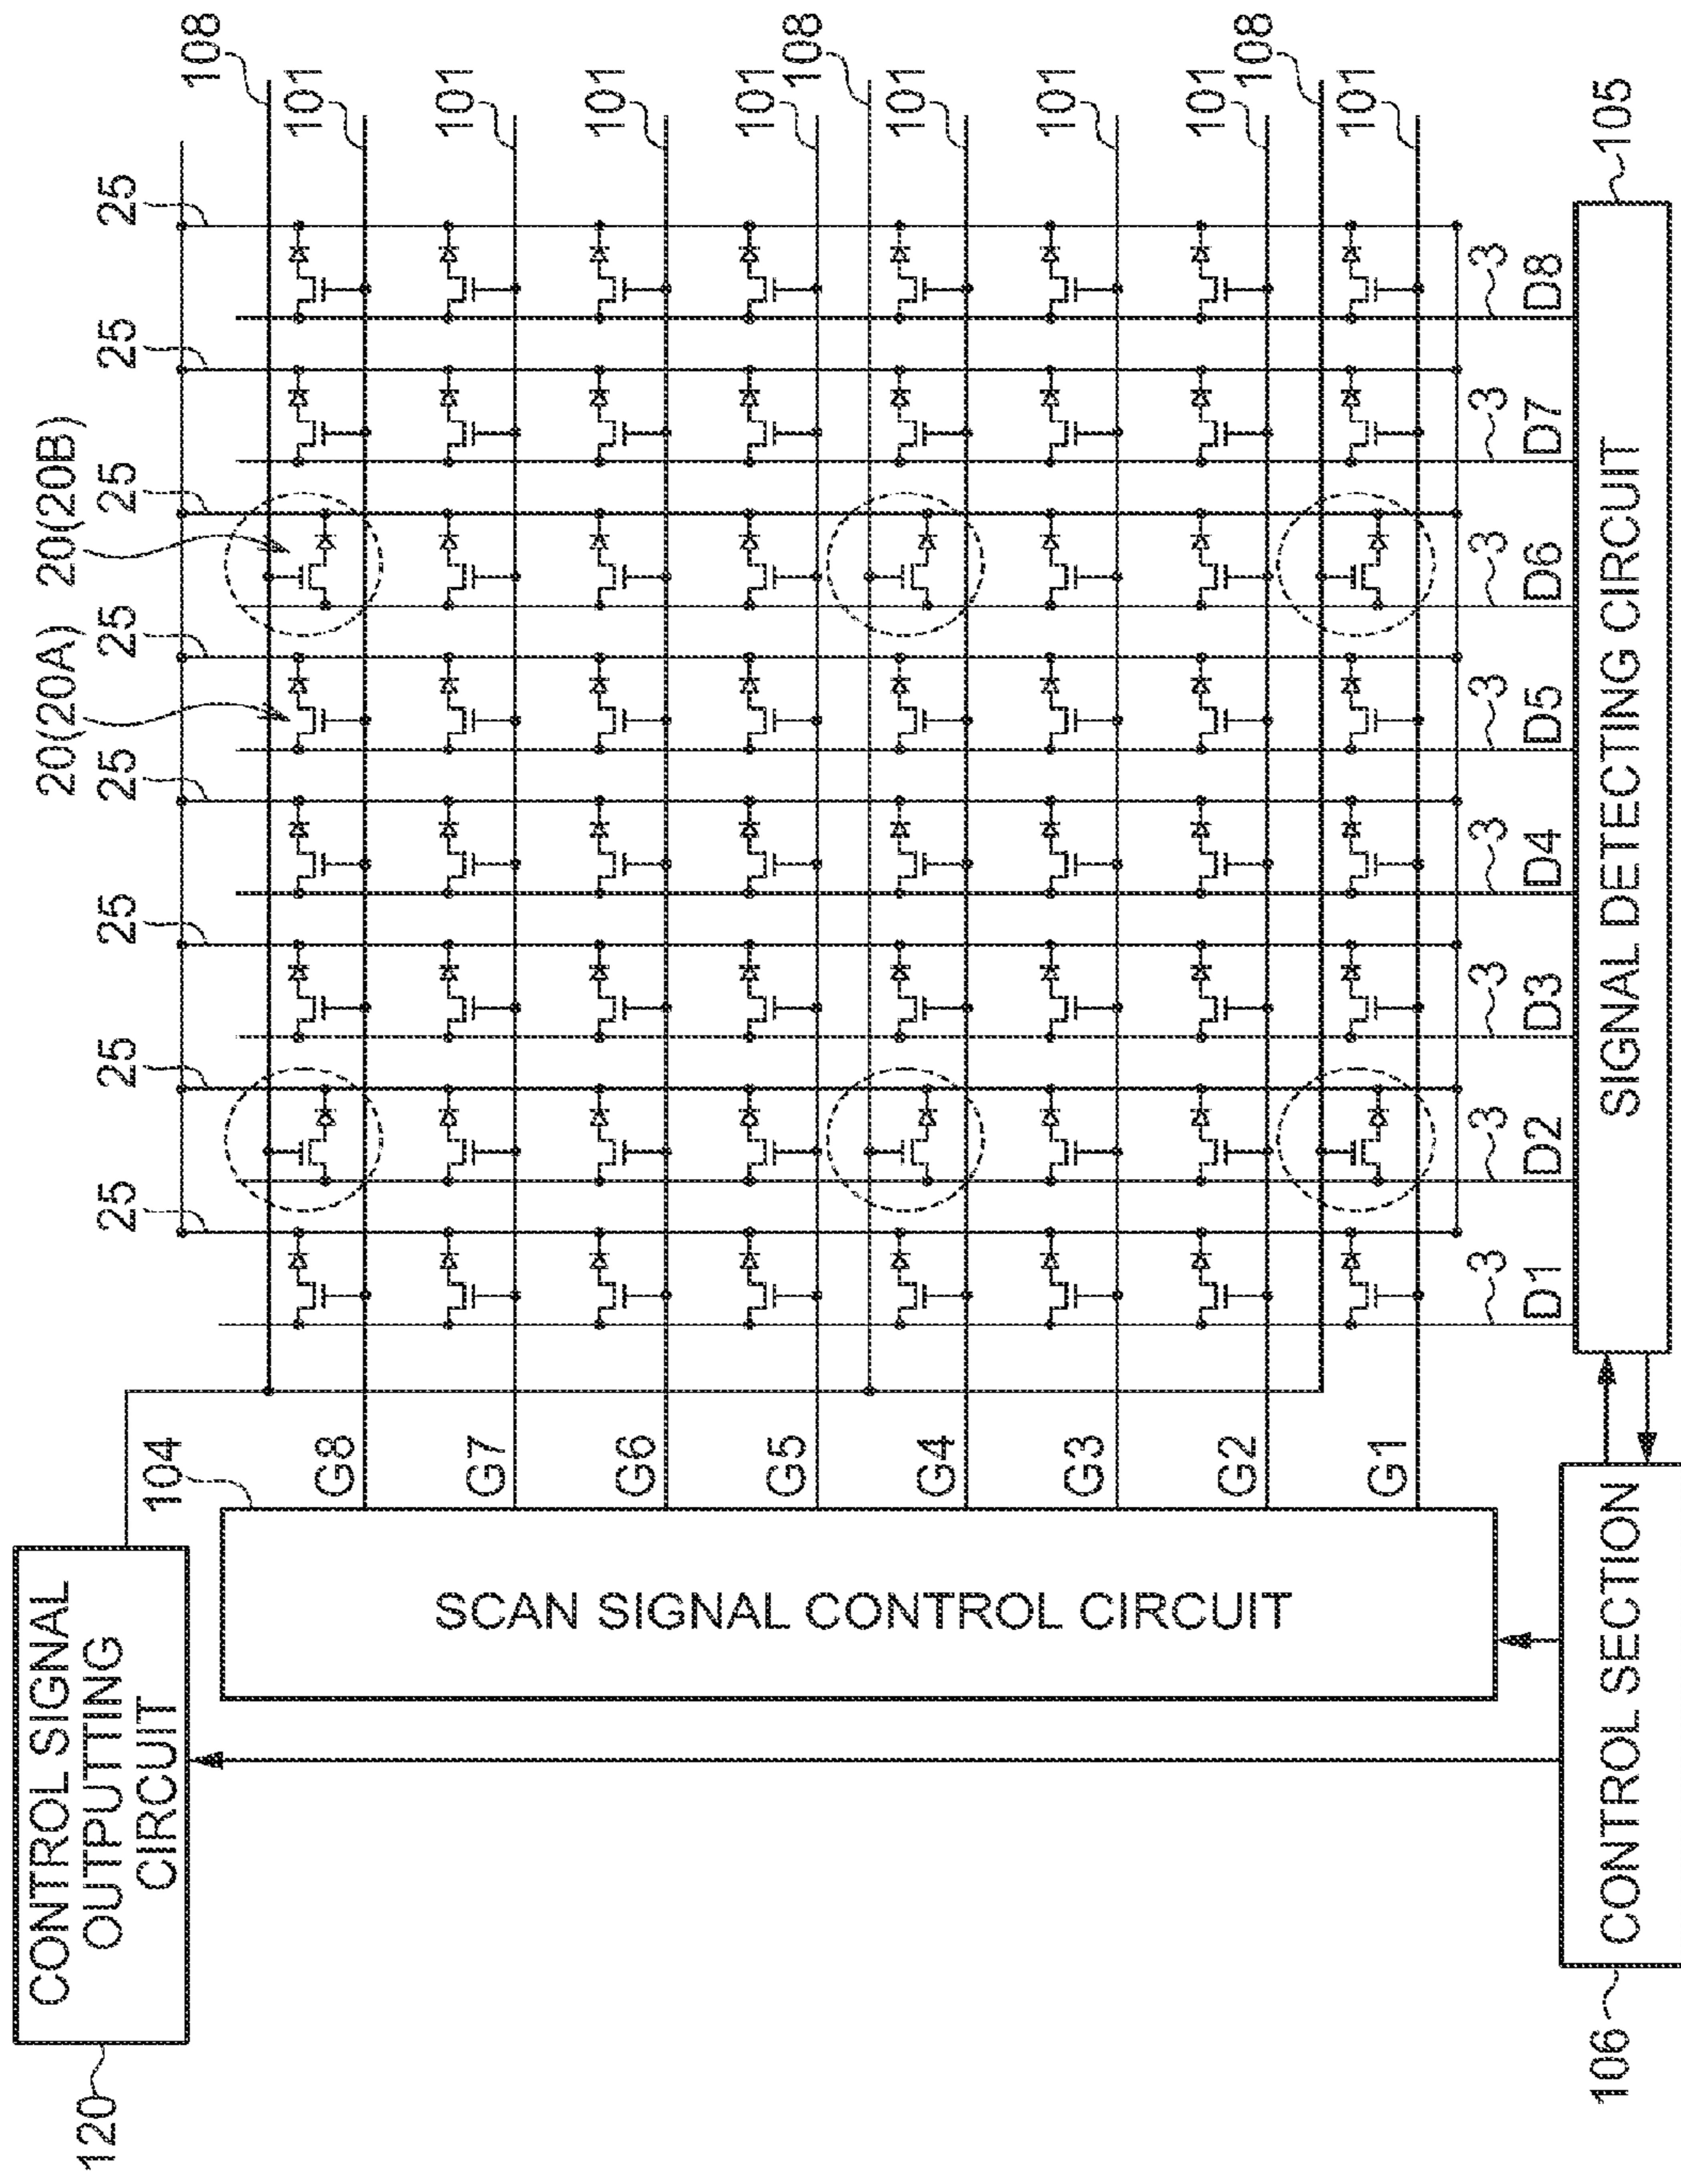 108
101
101
101
101
108
101
101
101
108
101
25
25
25
25
25
25
25
25
20(20B)
20(20A)
105
3
3
3
3
3
3
3
3
D8
D7
D6
D5
D4
D3
D2
D1
SIGNAL DETECTING CIRCUIT
104
G8
G7
G6
G5
G4
G3
G2
G1
SCAN SIGNAL CONTROL CIRCUIT
CONTROL SIGNAL
OUTPUTTING
CIRCUIT
120
CONTROL SECTION
106